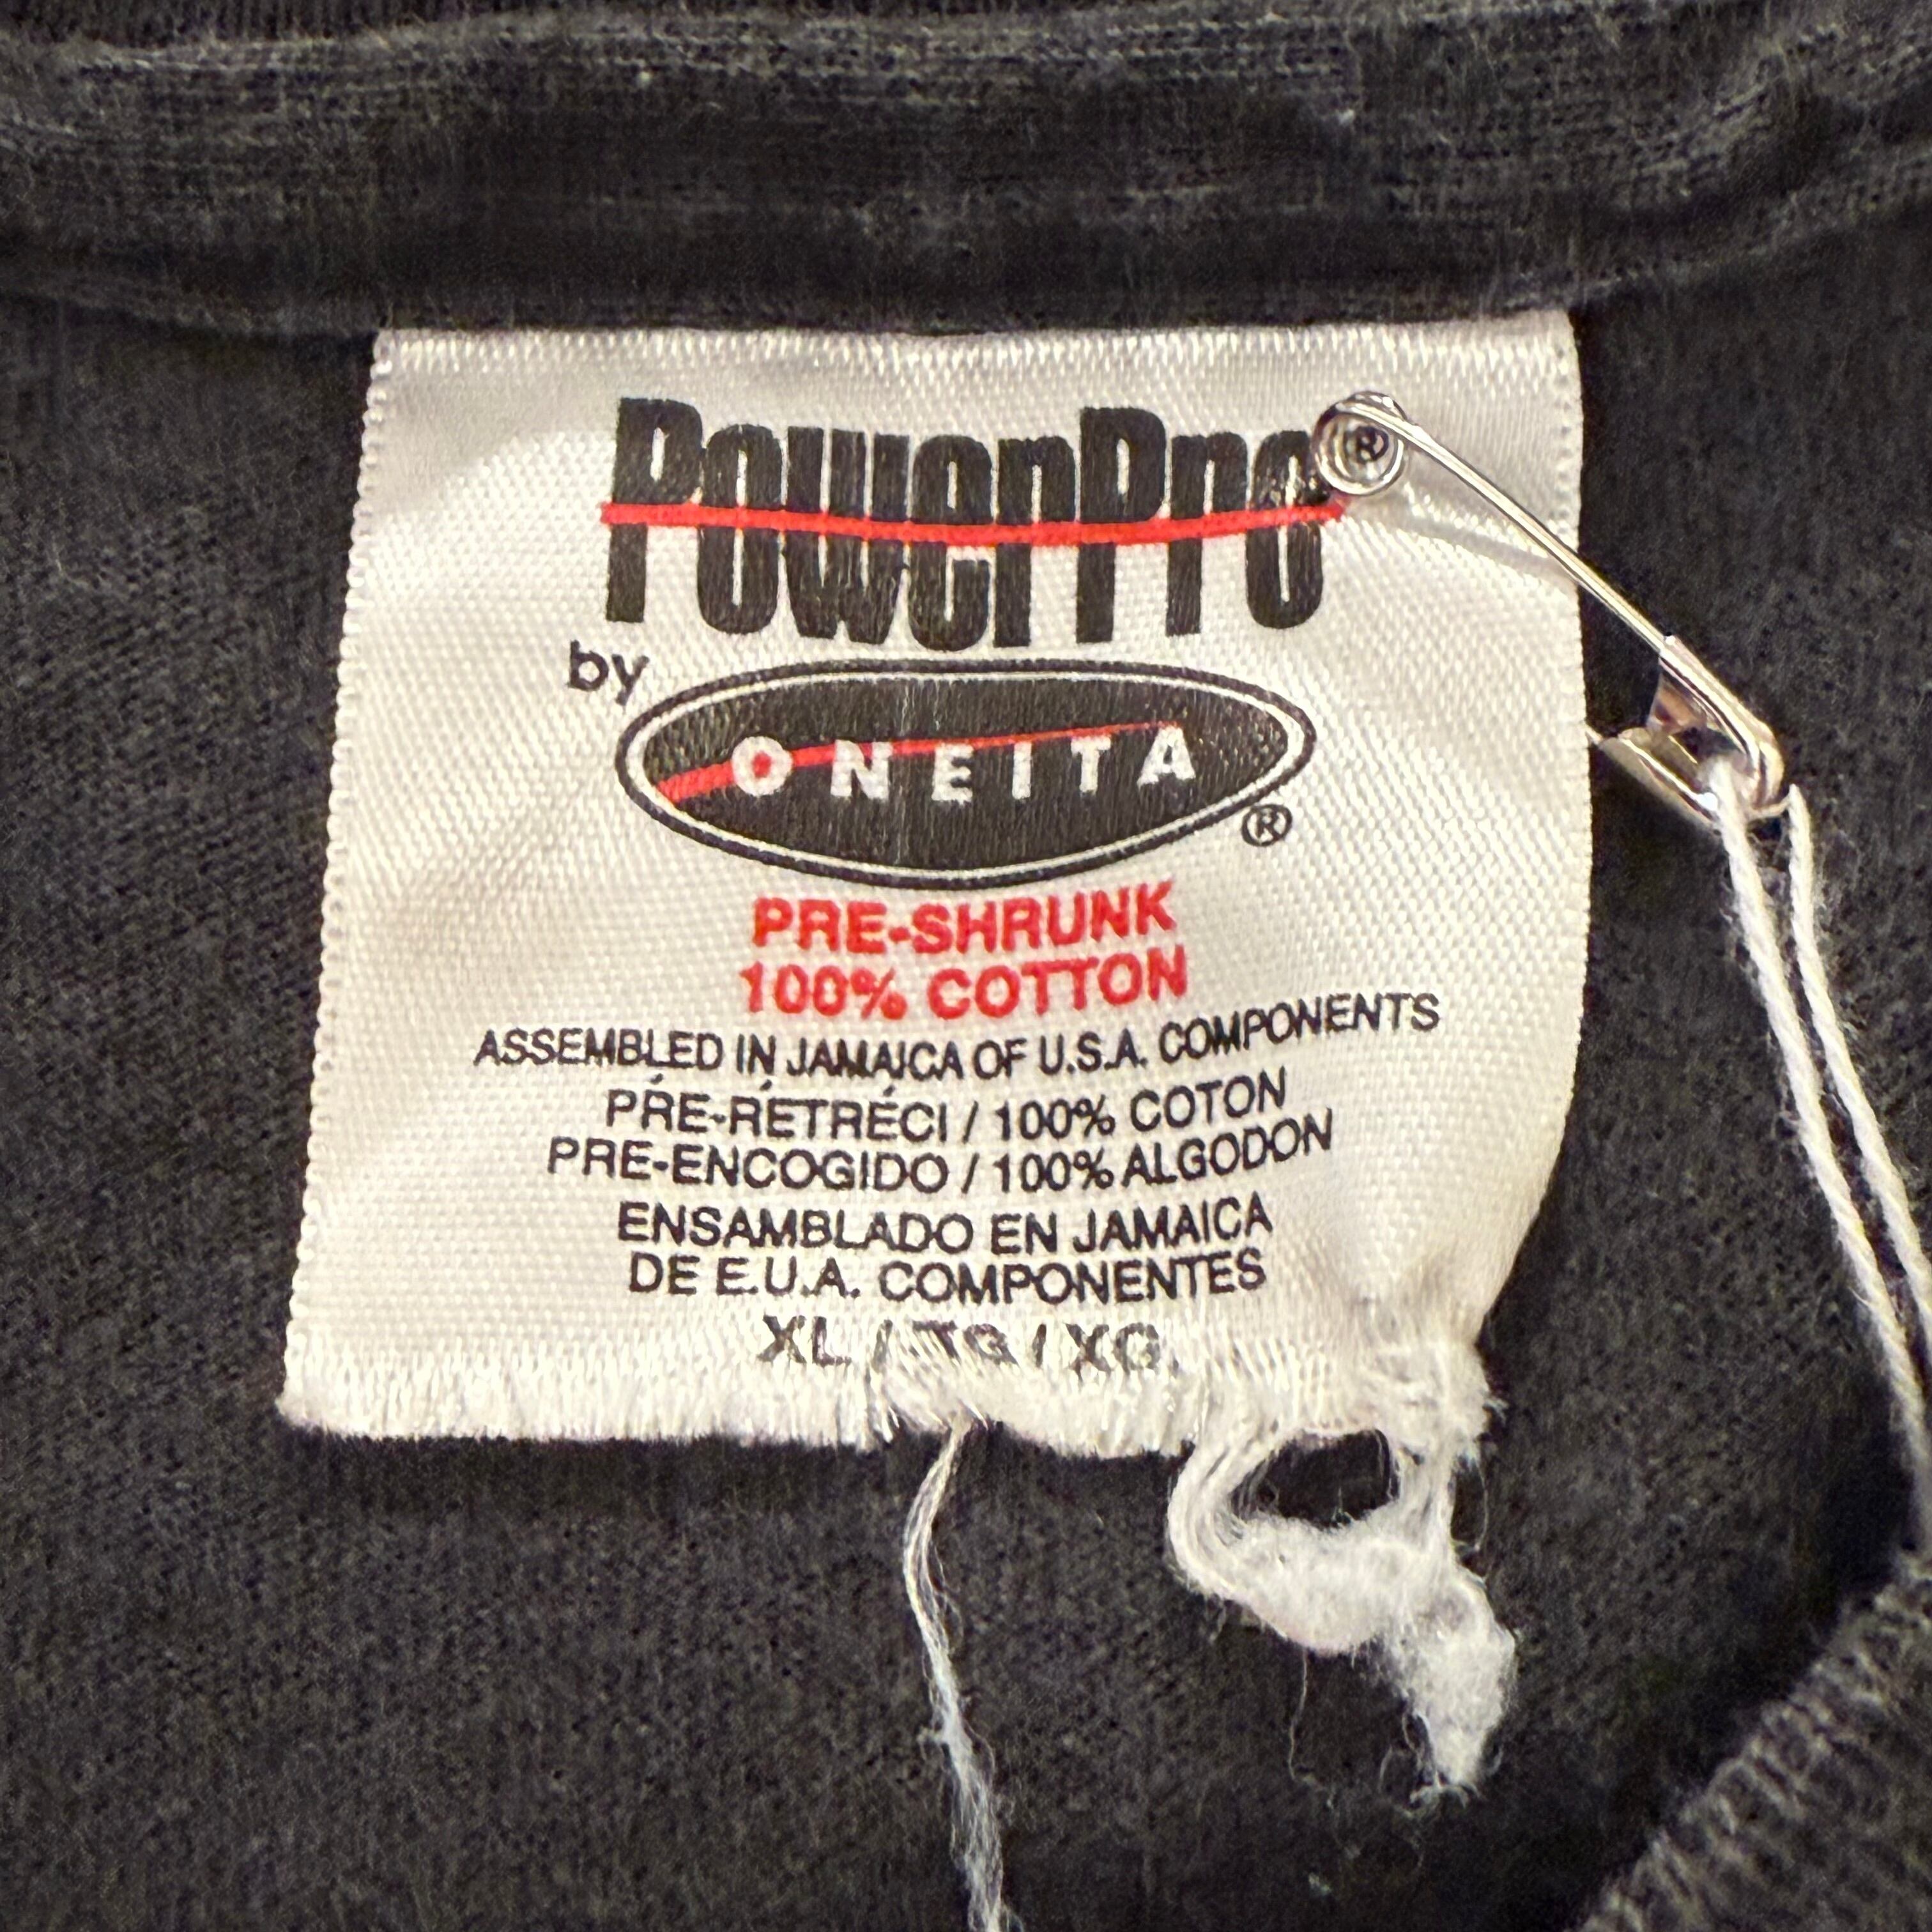 PowerPro®
by
ONEITA
®
PRE-SHRUNK
100% COTTON
ASSEMBLED IN JAMAICA OF U.S.A. COMPONENTS
PRÉ-RÉTRÉCI / 100% COTON
PRE-ENCOGIDO / 100% ALGODON
ENSAMBLADO EN JAMAICA
DE E.U.A. COMPONENTES
XL / TG / XG